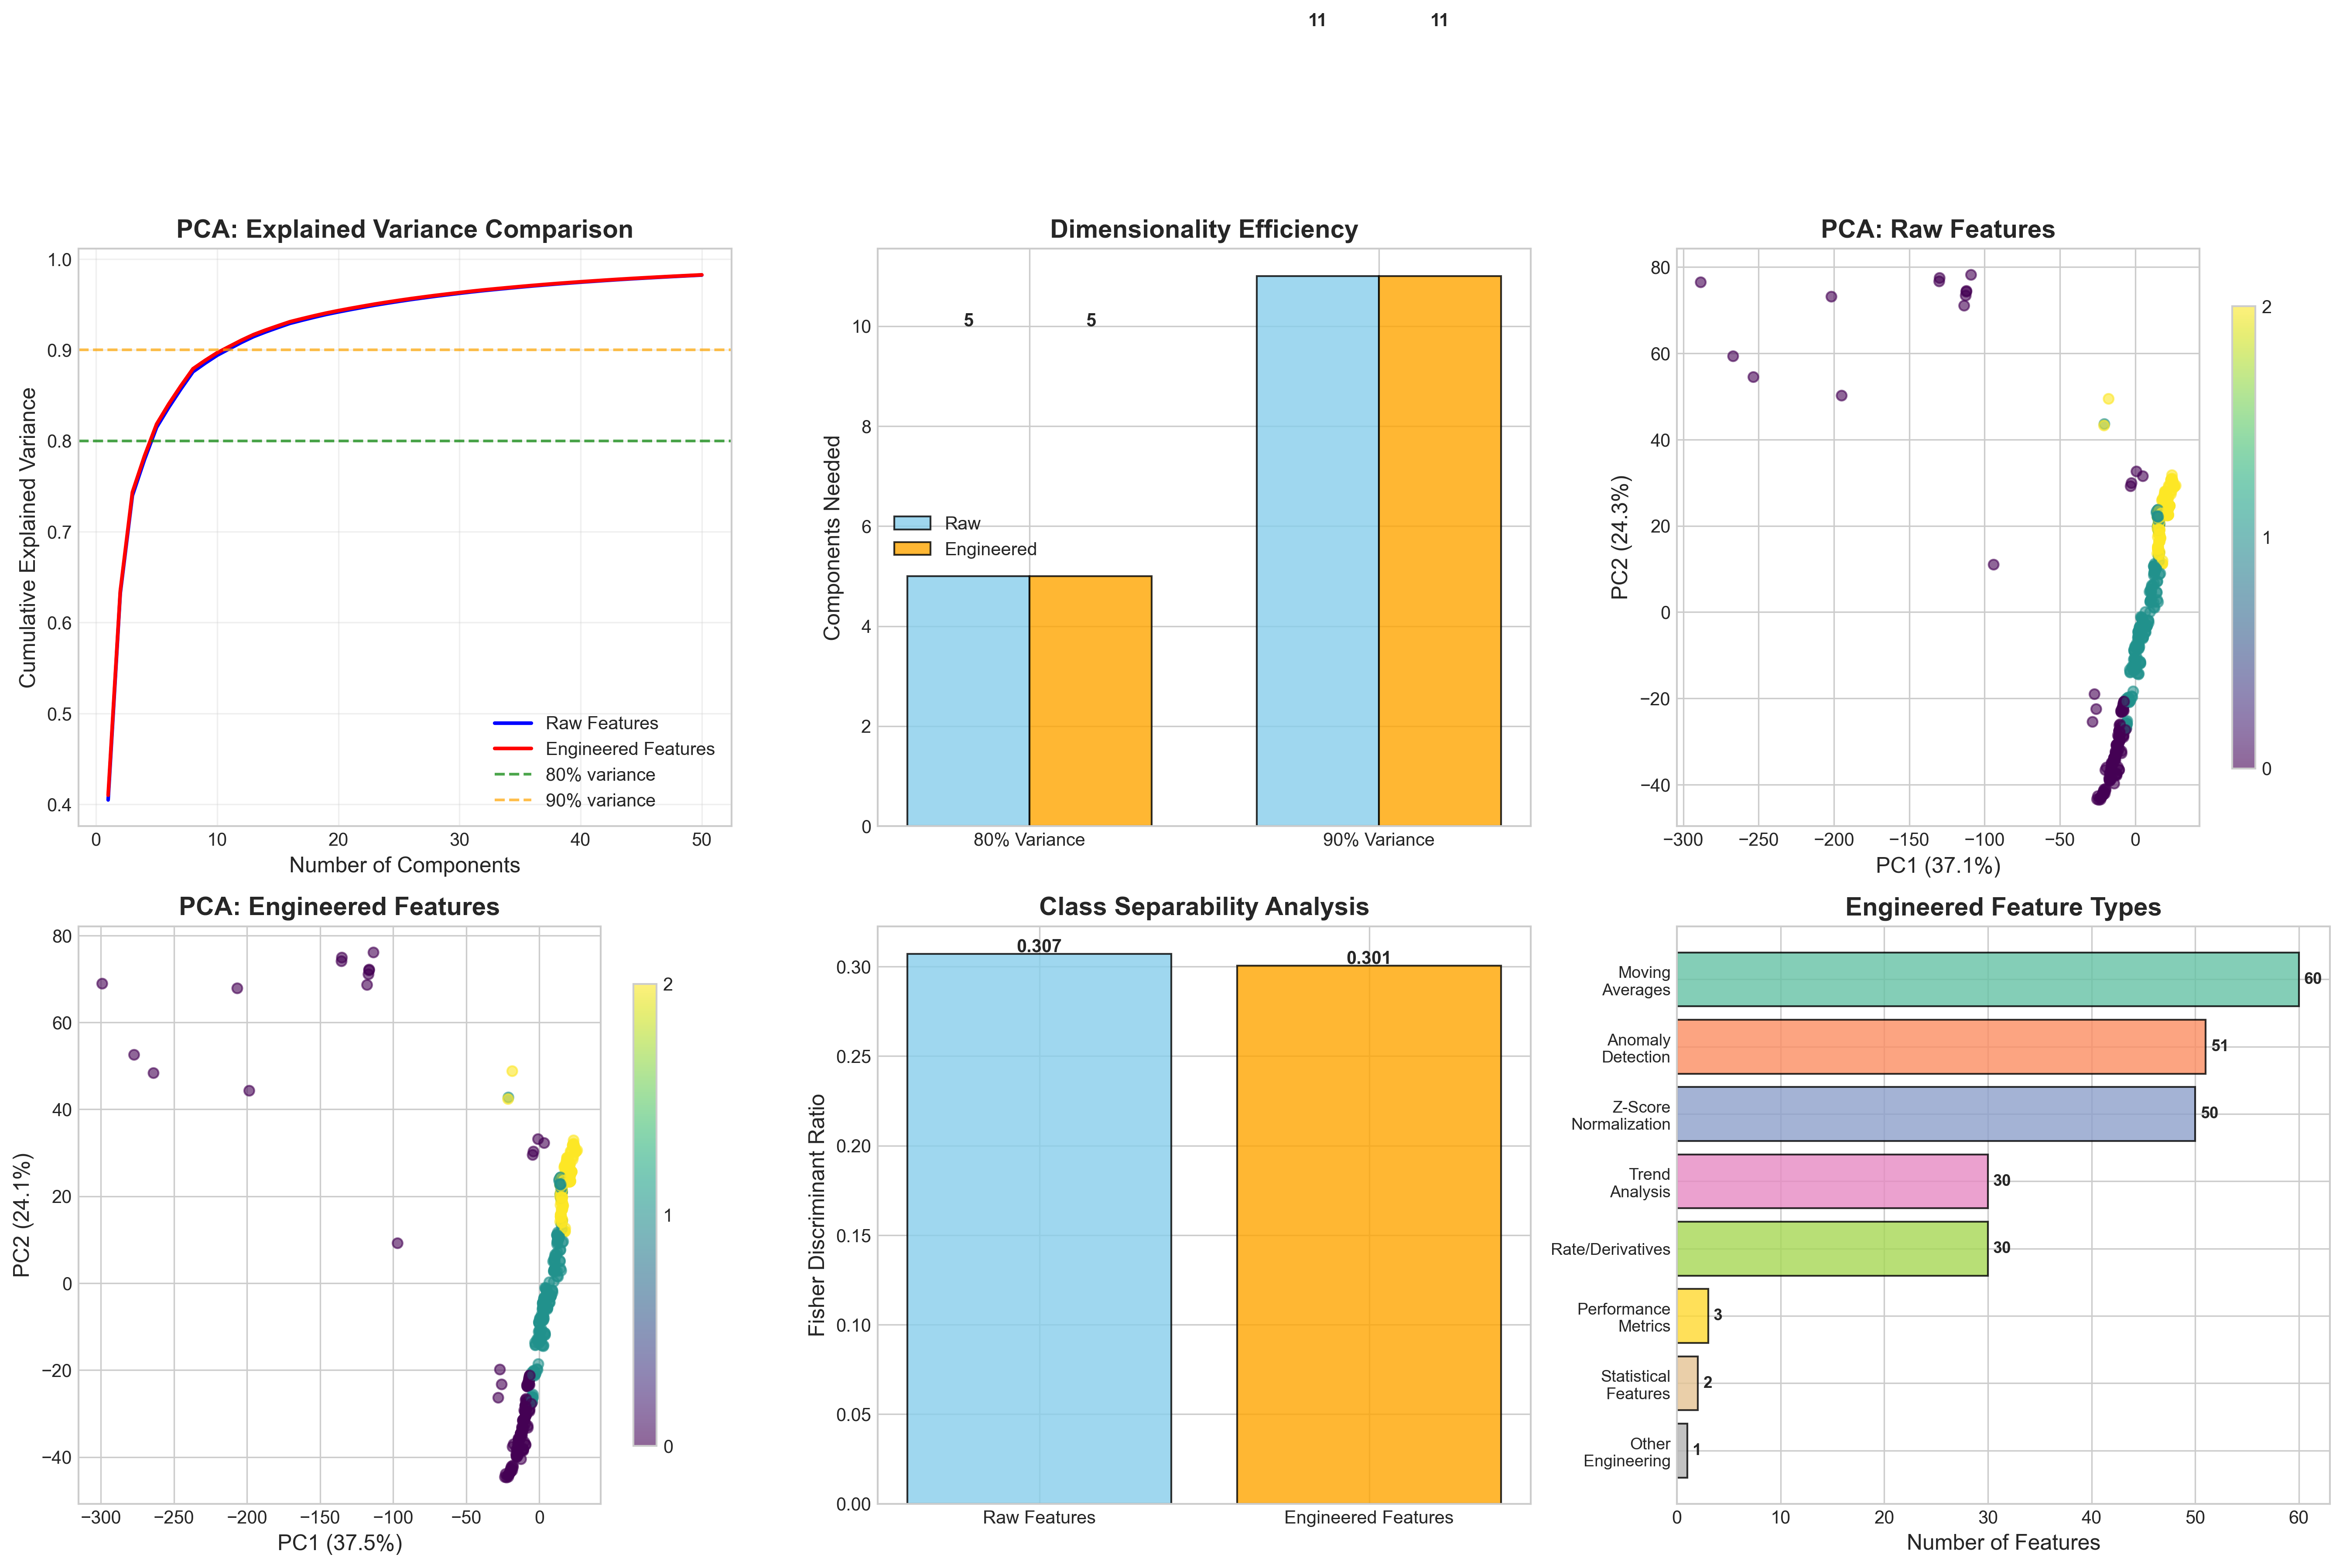 11
11
PCA: Explained Variance Comparison
1.0
0.9
0.8
0.7
0.6
0.5
0.4
Cumulative Explained Variance
Raw Features
Engineered Features
80% variance
90% variance
0
10
20
30
40
50
Number of Components
Dimensionality Efficiency
5
5
10
8
6
4
2
0
Components Needed
Raw
Engineered
80% Variance
90% Variance
PCA: Raw Features
80
60
40
20
0
−20
−40
PC2 (24.3%)
−300
−250
−200
−150
−100
−50
0
PC1 (37.1%)
2
1
0
PCA: Engineered Features
80
60
40
20
0
−20
−40
PC2 (24.1%)
−300
−250
−200
−150
−100
−50
0
PC1 (37.5%)
2
1
0
Class Separability Analysis
0.307
0.301
0.30
0.25
0.20
0.15
0.10
0.05
0.00
Fisher Discriminant Ratio
Raw Features
Engineered Features
Engineered Feature Types
Moving
Averages
60
Anomaly
Detection
51
Z-Score
Normalization
50
Trend
Analysis
30
Rate/Derivatives
30
Performance
Metrics
3
Statistical
Features
2
Other
Engineering
1
0
10
20
30
40
50
60
Number of Features